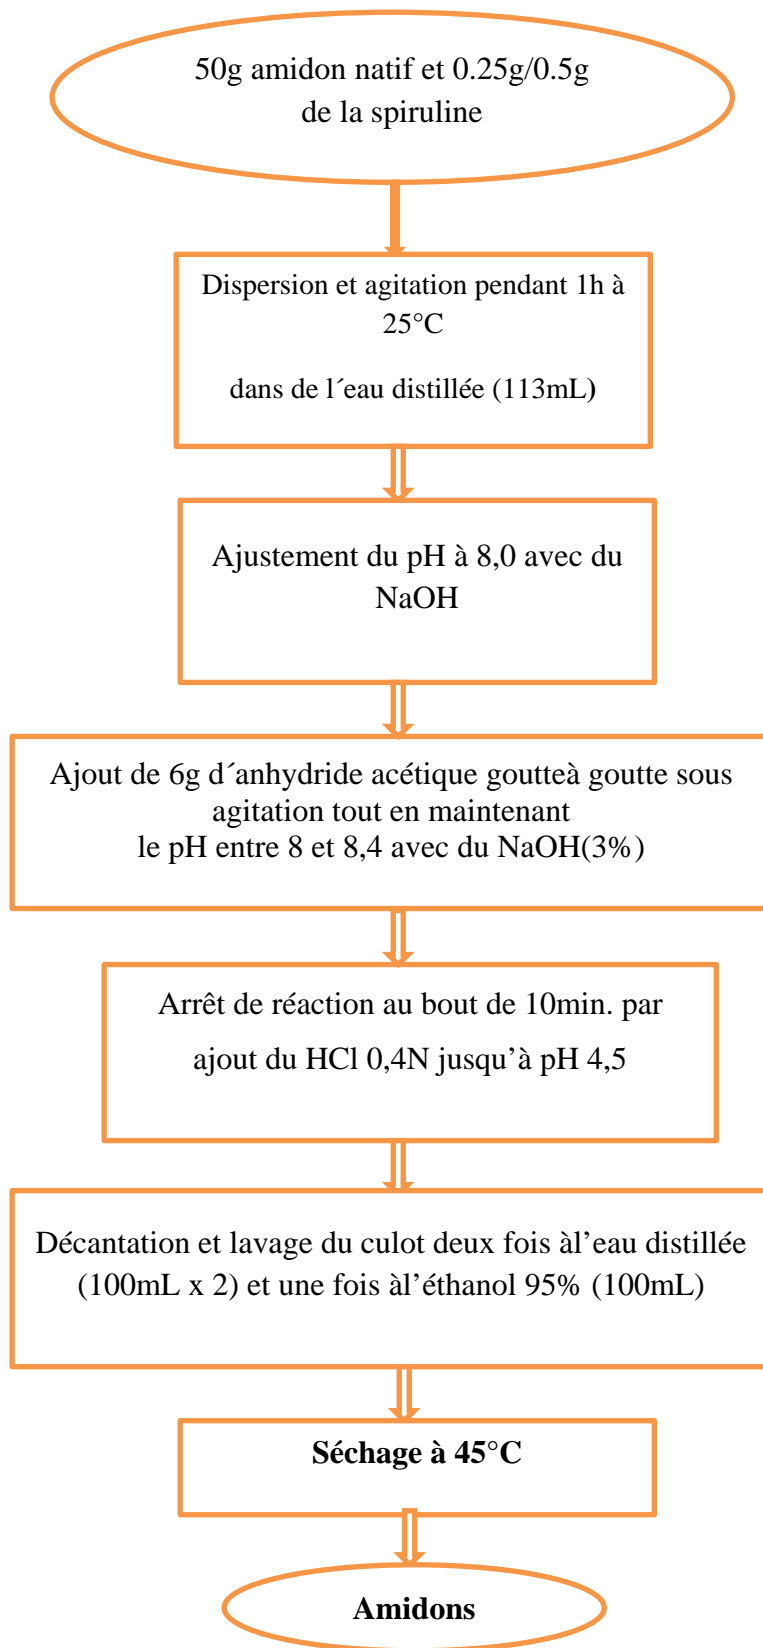 50g amidon natif et 0.25g/0.5g
de la spiruline
Dispersion et agitation pendant 1h à
25°C
dans de l´eau distillée (113mL)
Ajustement du pH à 8,0 avec du
NaOH
Ajout de 6g d´anhydride acétique goutteà goutte sous
agitation tout en maintenant
le pH entre 8 et 8,4 avec du NaOH(3%)
Arrêt de réaction au bout de 10min. par
ajout du HCl 0,4N jusqu’à pH 4,5
Décantation et lavage du culot deux fois àl’eau distillée
(100mL x 2) et une fois àl’éthanol 95% (100mL)
Séchage à 45°C
Amidons